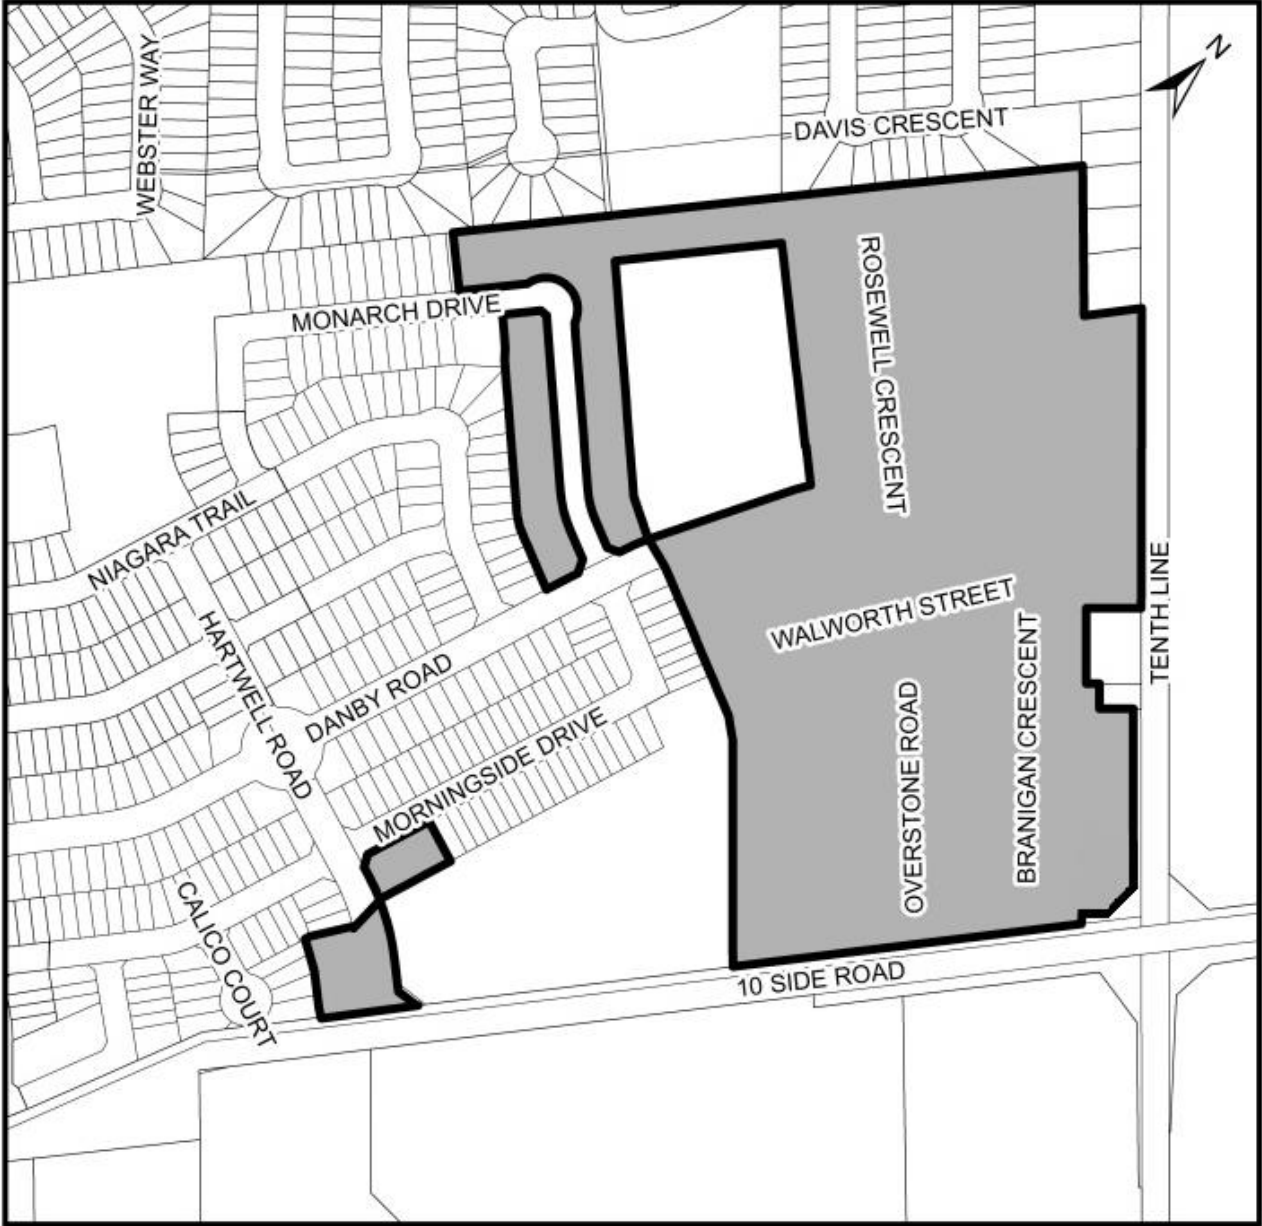 N
WEBSTER WAY
DAVIS CRESCENT
MONARCH DRIVE
ROSEWELL CRESCENT
NIAGARA TRAIL
WALWORTH STREET
TENTH LINE
HARTWELL ROAD
DANBY ROAD
MORNINGSIDE DRIVE
OVERSTONE ROAD
BRANIGAN CRESCENT
CALICO COURT
10 SIDE ROAD